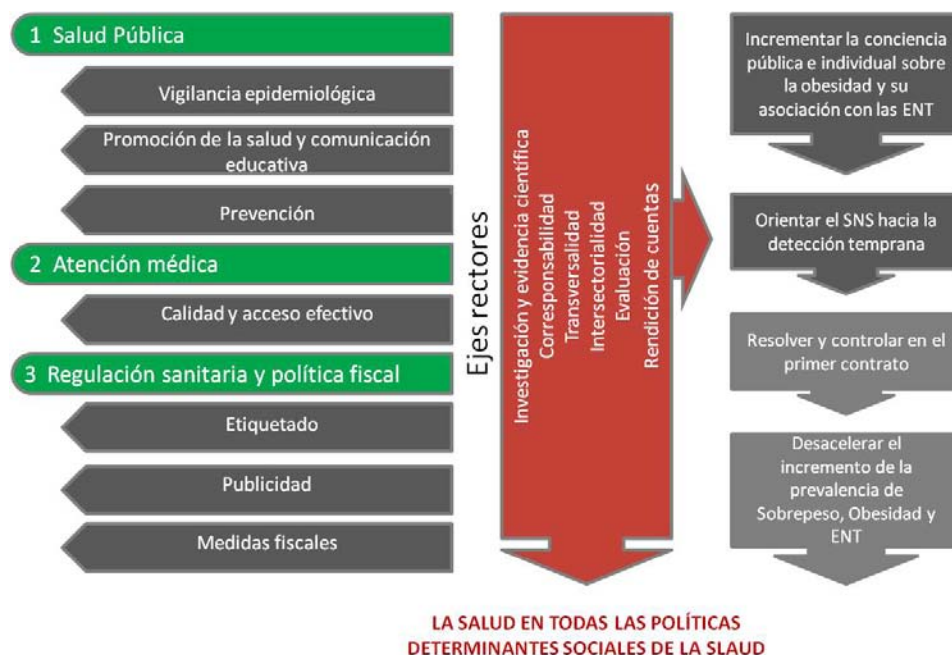 1 Salud Pública
Vigilancia epidemiológica
Promoción de la salud y comunicación
educativa
Prevención
2 Atención médica
Calidad y acceso efectivo
3 Regulación sanitaria y política fiscal
Etiquetado
Publicidad
Medidas fiscales
Ejes rectores
Investigación y evidencia científica
Corresponsabilidad
Transversalidad
Intersectorialidad
Evaluación
Rendición de cuentas
Incrementar la conciencia
pública e individual sobre
la obesidad y su
asociación con las ENT
Orientar el SNS hacia la
detección temprana
Resolver y controlar en el
primer contrato
Desacelerar el
incremento de la
prevalencia de
Sobrepeso, Obesidad y
ENT
LA SALUD EN TODAS LAS POLÍTICAS
DETERMINANTES SOCIALES DE LA SLAUD